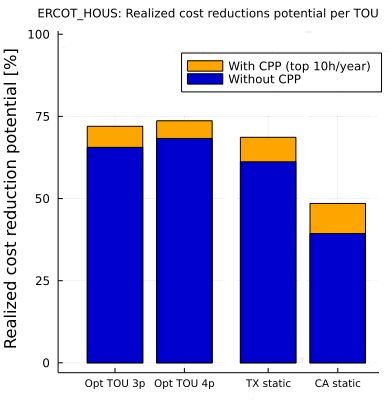 ERCOT_HOUS: Realized cost reductions potential per TOU
Realized cost reduction potential [%]
100
75
50
25
0
With CPP (top 10h/year)
Without CPP
Opt TOU 3p Opt TOU 4p TX static CA static